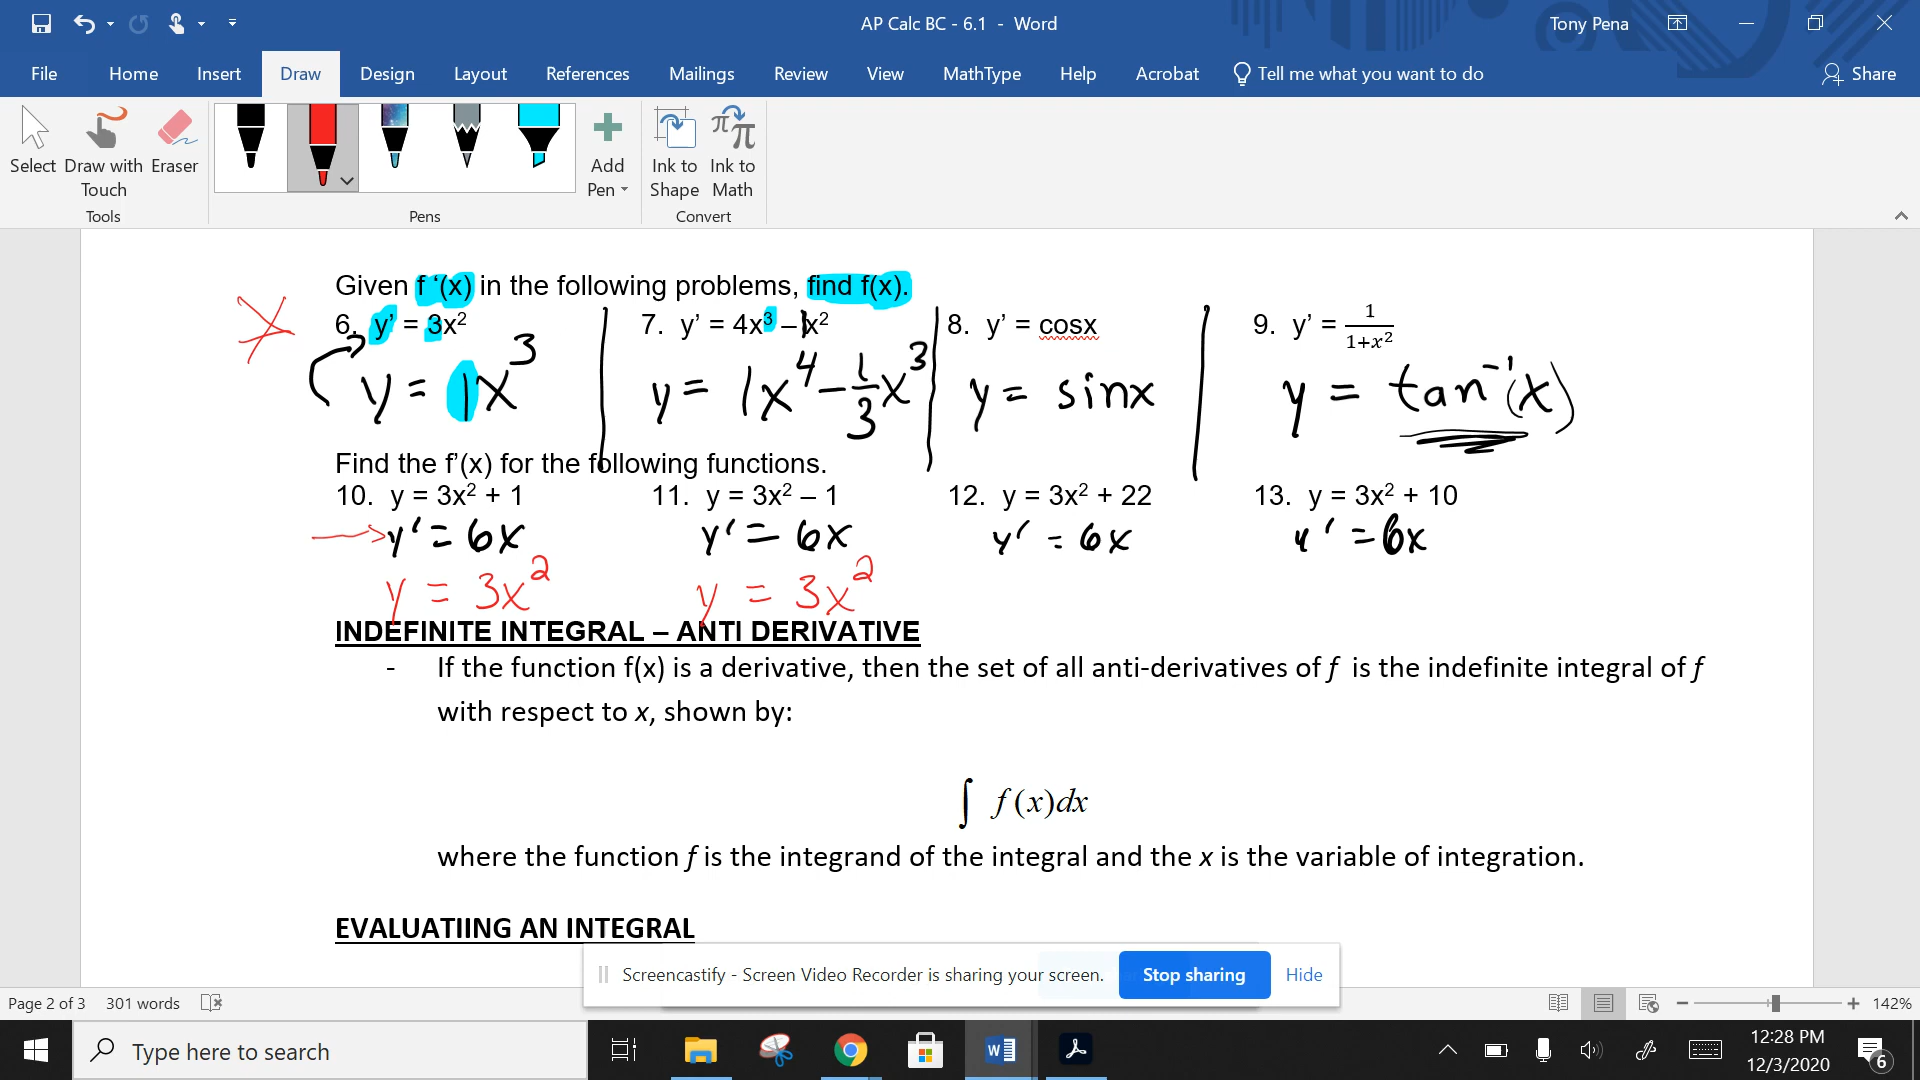 AP Calc BC - 6.1 - Word
Tony Pena
File Home Insert Draw Design Layout References Mailings Review View MathType Help Acrobat Tell me what you want to do Share
Select Draw with Touch Eraser Add Pen Ink to Shape Ink to Math
Tools Pens Convert
Given f '(x) in the following problems, find f(x).
6. y' = 3x² 7. y' = 4x³ – 1x² 8. y' = cosx 9. y' = 1/(1+x²)
y = 1x³ y = 1x⁴ – 1/3 x³ y = sinx y = tan⁻¹(x)
Find the f'(x) for the following functions.
10. y = 3x² + 1 11. y = 3x² – 1 12. y = 3x² + 22 13. y = 3x² + 10
y' = 6x y' = 6x y' = 6x y' = 6x
y = 3x² y = 3x²
INDEFINITE INTEGRAL – ANTI DERIVATIVE
- If the function f(x) is a derivative, then the set of all anti-derivatives of f is the indefinite integral of f
with respect to x, shown by:
∫ f(x)dx
where the function f is the integrand of the integral and the x is the variable of integration.
EVALUATIING AN INTEGRAL
Screencastify - Screen Video Recorder is sharing your screen. Stop sharing Hide
Page 2 of 3 301 words 142%
Type here to search
12:28 PM
12/3/2020
6